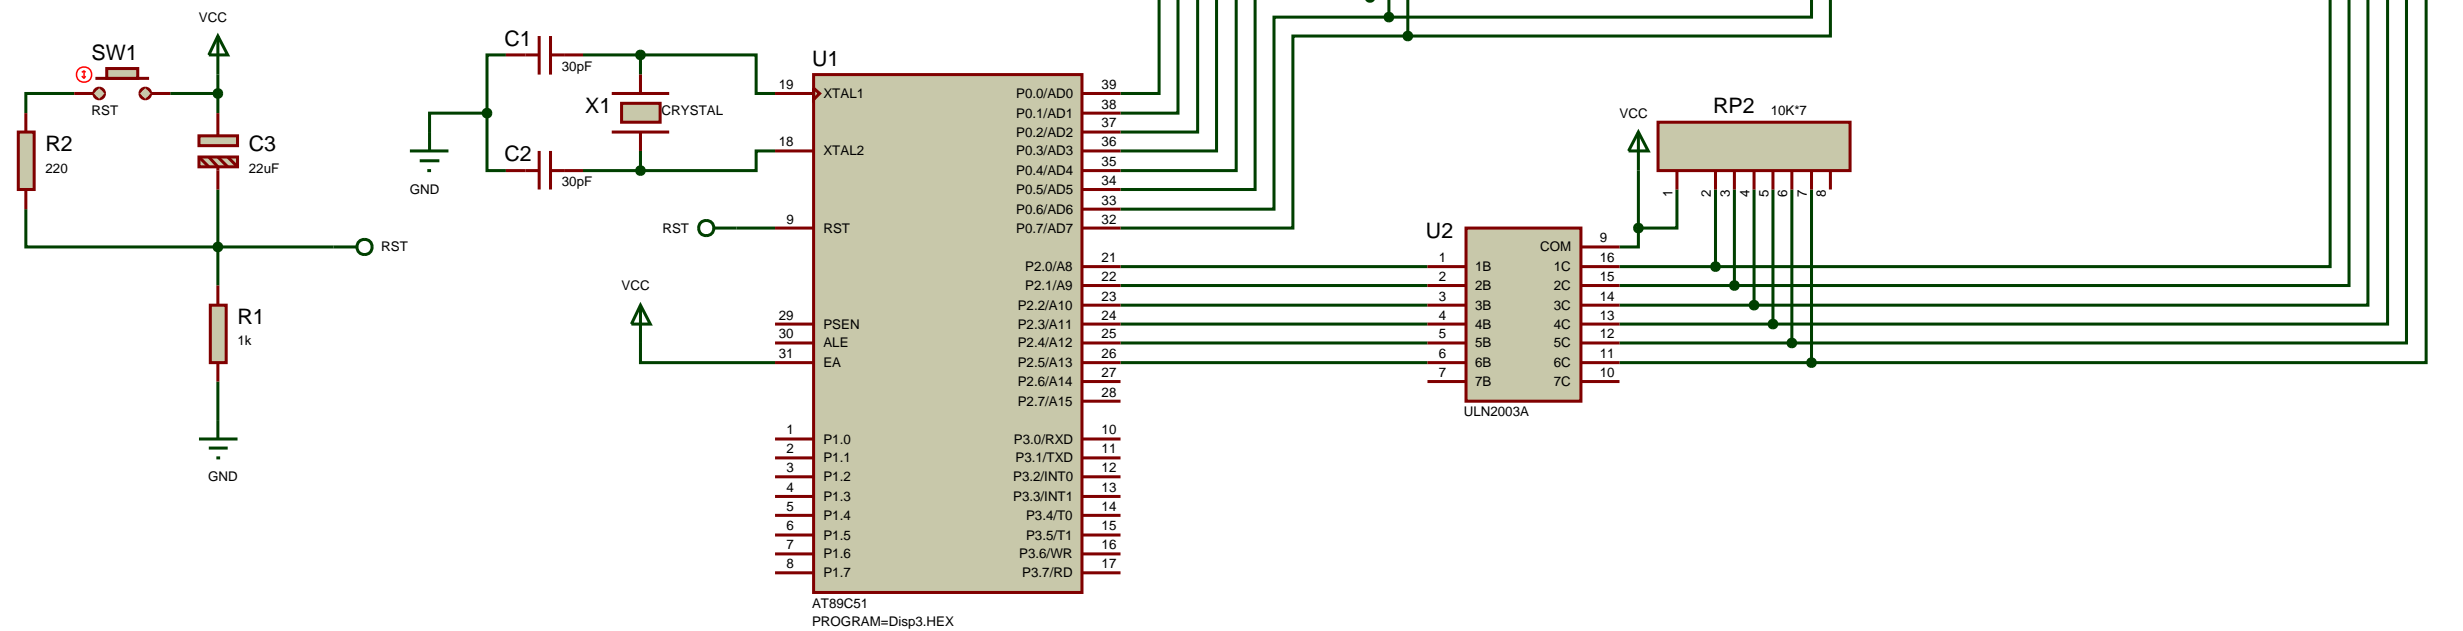 VCC
SW1
RST
R2
220
C3
22uF
RST
R1
1k
GND
C1
30pF
X1
CRYSTAL
C2
30pF
GND
RST
VCC
U1
19
XTAL1
18
XTAL2
9
RST
29
PSEN
30
ALE
31
EA
1
P1.0
2
P1.1
3
P1.2
4
P1.3
5
P1.4
6
P1.5
7
P1.6
8
P1.7
P0.0/AD0
39
P0.1/AD1
38
P0.2/AD2
37
P0.3/AD3
36
P0.4/AD4
35
P0.5/AD5
34
P0.6/AD6
33
P0.7/AD7
32
P2.0/A8
21
P2.1/A9
22
P2.2/A10
23
P2.3/A11
24
P2.4/A12
25
P2.5/A13
26
P2.6/A14
27
P2.7/A15
28
P3.0/RXD
10
P3.1/TXD
11
P3.2/INT0
12
P3.3/INT1
13
P3.4/T0
14
P3.5/T1
15
P3.6/WR
16
P3.7/RD
17
AT89C51
PROGRAM=Disp3.HEX
U2
1
1B
2
2B
3
3B
4
4B
5
5B
6
6B
7
7B
COM
9
1C
16
2C
15
3C
14
4C
13
5C
12
6C
11
7C
10
ULN2003A
VCC
RP2
10K*7
1
2
3
4
5
6
7
8